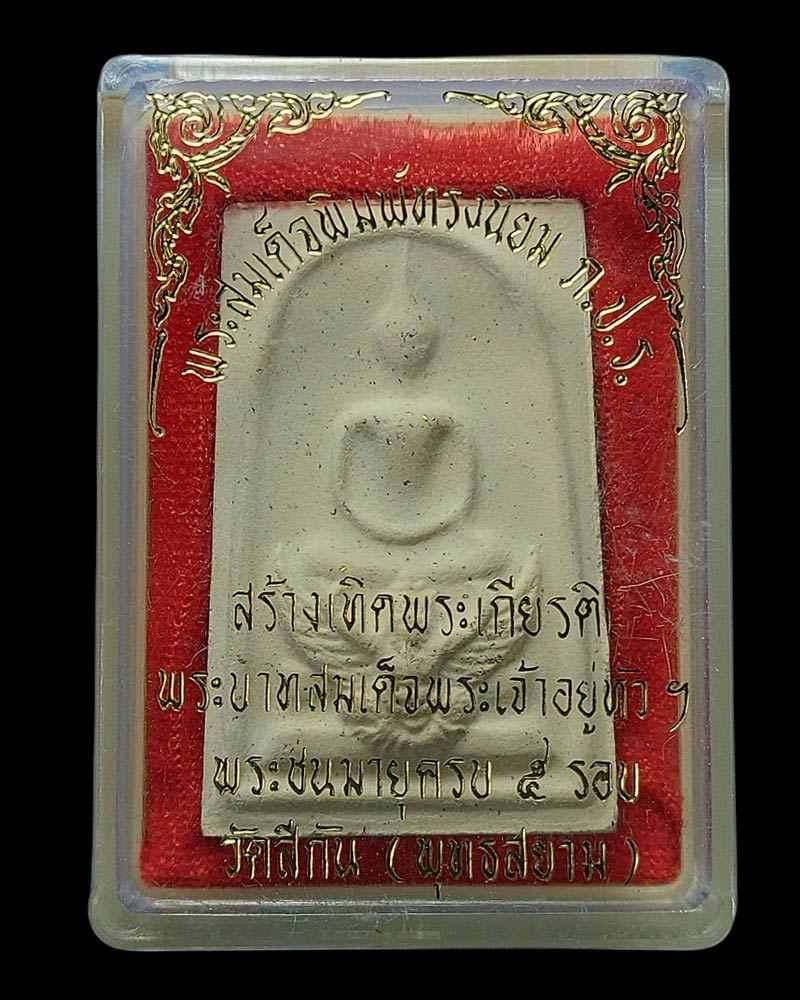 พระสมเด็จพิมพ์ทรงนิยม ภ.ป.ร.
สร้างเทิดพระเกียรติ
พระบาทสมเด็จพระเจ้าอยู่หัว ฯ
พระชนมายุครบ ๕ รอบ
วัดสีกัน (พุทธสยาม)